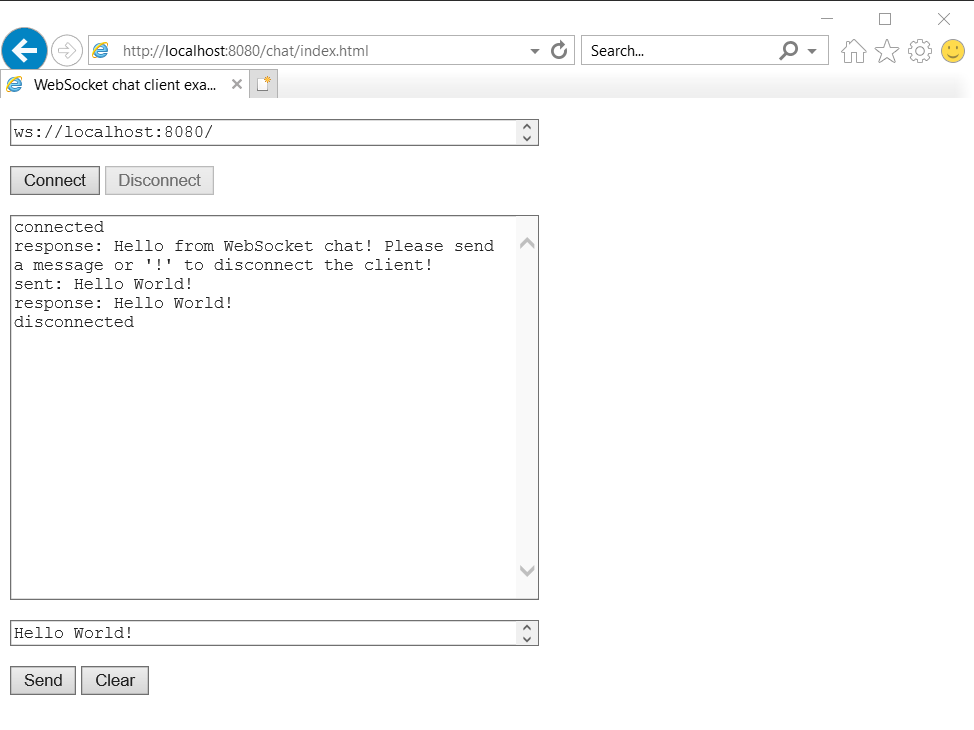 http://localhost:8080/chat/index.html
Search...
WebSocket chat client exa...
ws://localhost:8080/
Connect Disconnect
connected
response: Hello from WebSocket chat! Please send
a message or '!' to disconnect the client!
sent: Hello World!
response: Hello World!
disconnected
Hello World!
Send Clear